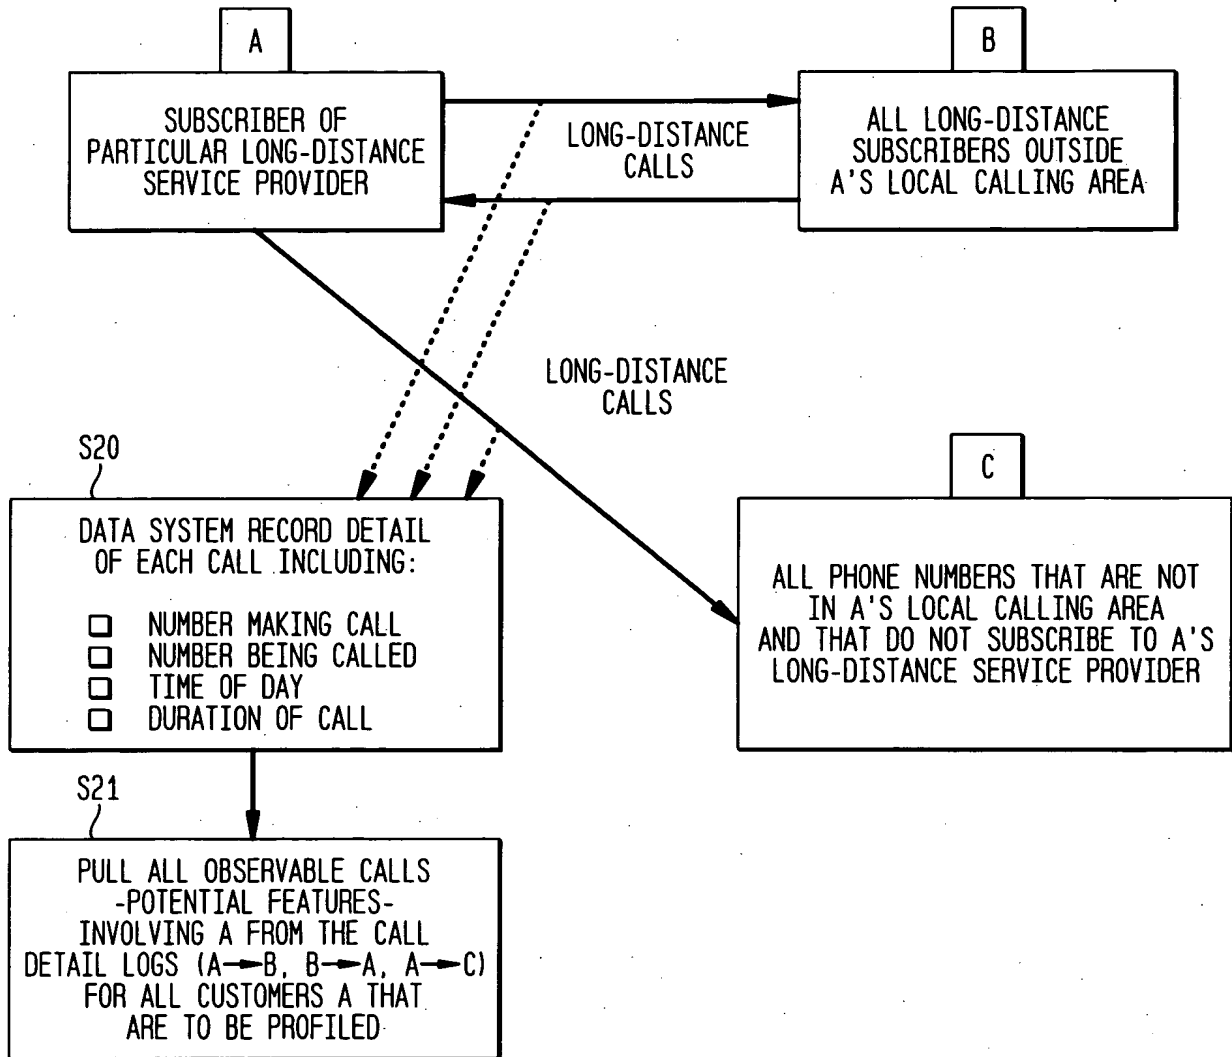 A
SUBSCRIBER OF
PARTICULAR LONG-DISTANCE
SERVICE PROVIDER
LONG-DISTANCE
CALLS
B
ALL LONG-DISTANCE
SUBSCRIBERS OUTSIDE
A'S LOCAL CALLING AREA
LONG-DISTANCE
CALLS
S20
DATA SYSTEM RECORD DETAIL
OF EACH CALL INCLUDING:
□ NUMBER MAKING CALL
□ NUMBER BEING CALLED
□ TIME OF DAY
□ DURATION OF CALL
C
ALL PHONE NUMBERS THAT ARE NOT
IN A'S LOCAL CALLING AREA
AND THAT DO NOT SUBSCRIBE TO A'S
LONG-DISTANCE SERVICE PROVIDER
S21
PULL ALL OBSERVABLE CALLS
-POTENTIAL FEATURES-
INVOLVING A FROM THE CALL
DETAIL LOGS (A→B, B→A, A→C)
FOR ALL CUSTOMERS A THAT
ARE TO BE PROFILED